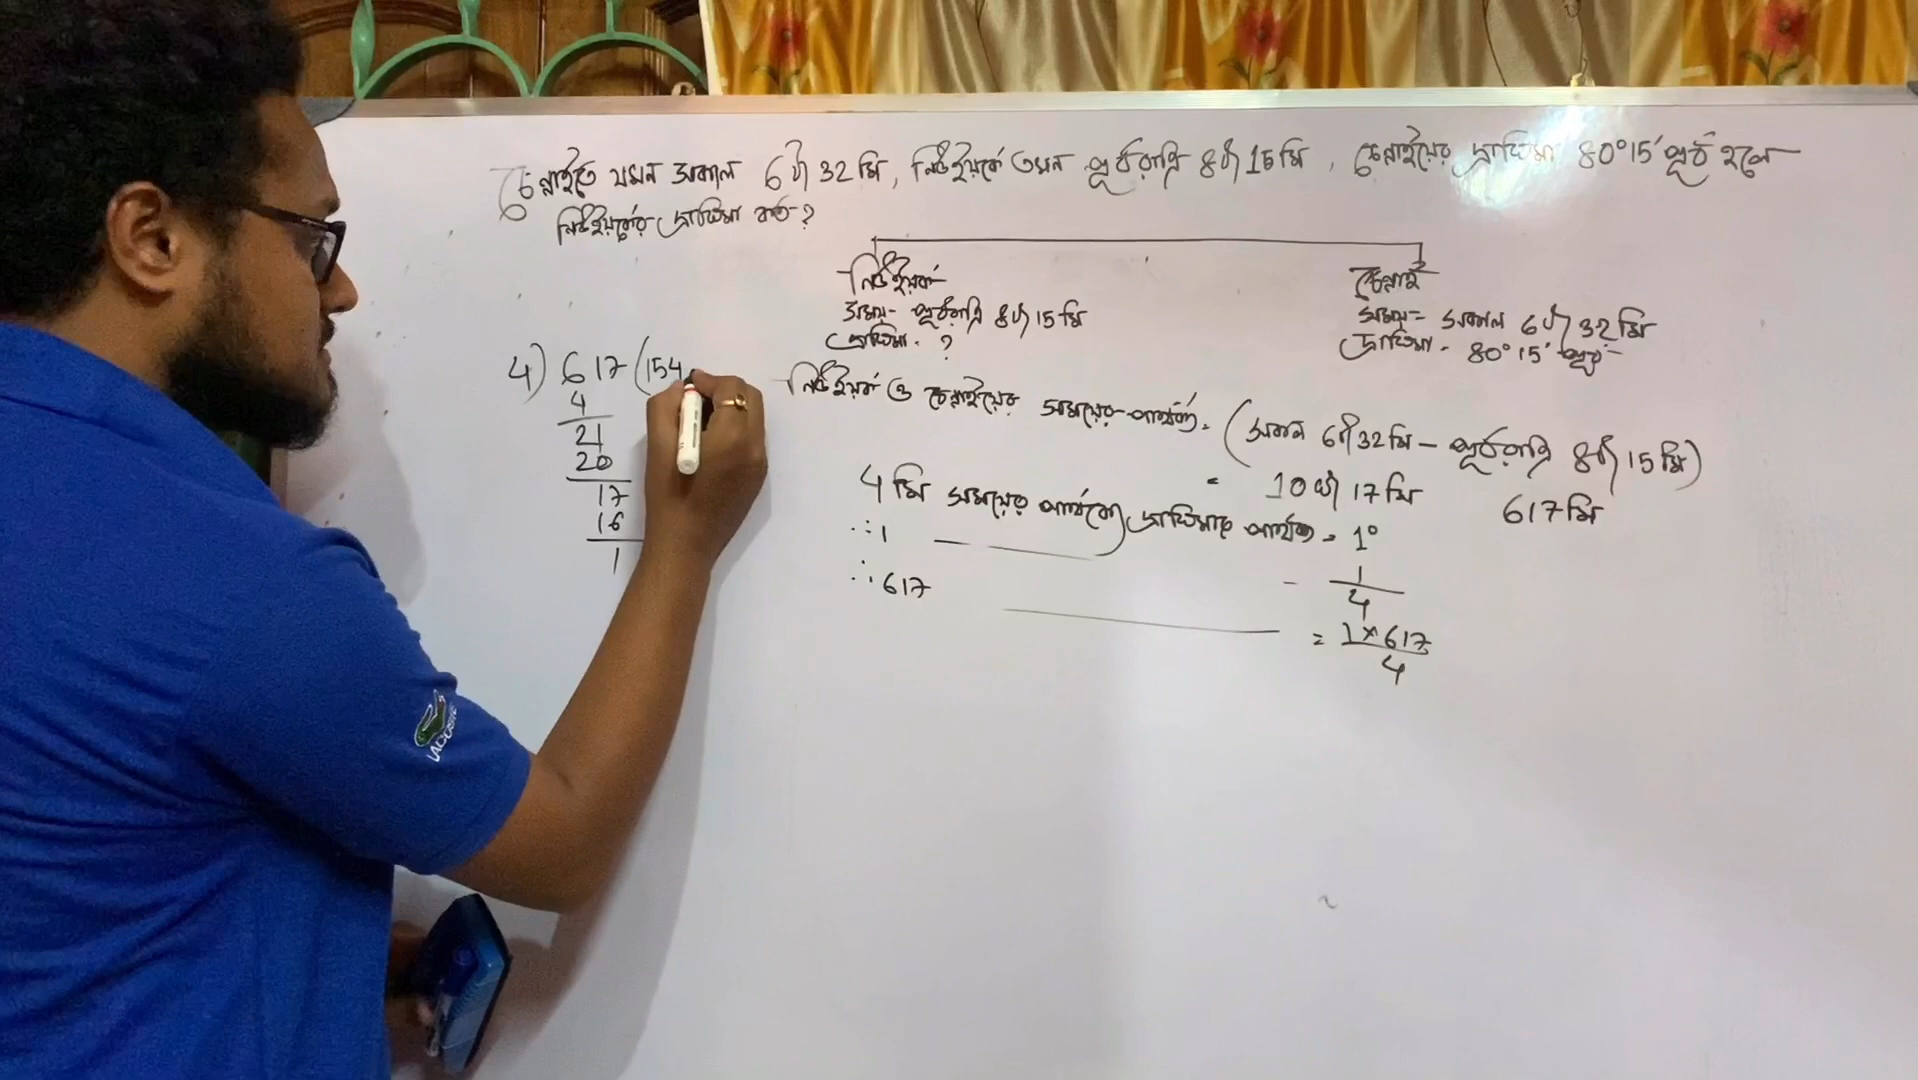 চেন্নাইতে যখন সকাল 6টা 32 মি, নিউইয়র্কে তখন পূর্বরাত্রি 8টা 15 মি, চেন্নাইয়ের দ্রাঘিমা 80°15' পূর্ব হলে
নিউইয়র্কের দ্রাঘিমা কত?
নিউইয়র্ক
সময়- পূর্বরাত্রি 8টা 15 মি
দ্রাঘিমা- ?
চেন্নাই
সময়= সকাল 6টা 32 মি
দ্রাঘিমা- 80°15' পূর্ব
নিউইয়র্ক ও চেন্নাইয়ের সময়ের পার্থক্য = (সকাল 6টা 32 মি - পূর্বরাত্রি 8টা 15 মি)
= 10 ঘ 17 মি 617 মি
4 মি সময়ের পার্থক্যে দ্রাঘিমার পার্থক্য = 1°
∴ 1 ——— = 1/4
∴ 617 ——— = 1×617/4
4) 617 (154
4
21
20
17
16
1
LACOSTE